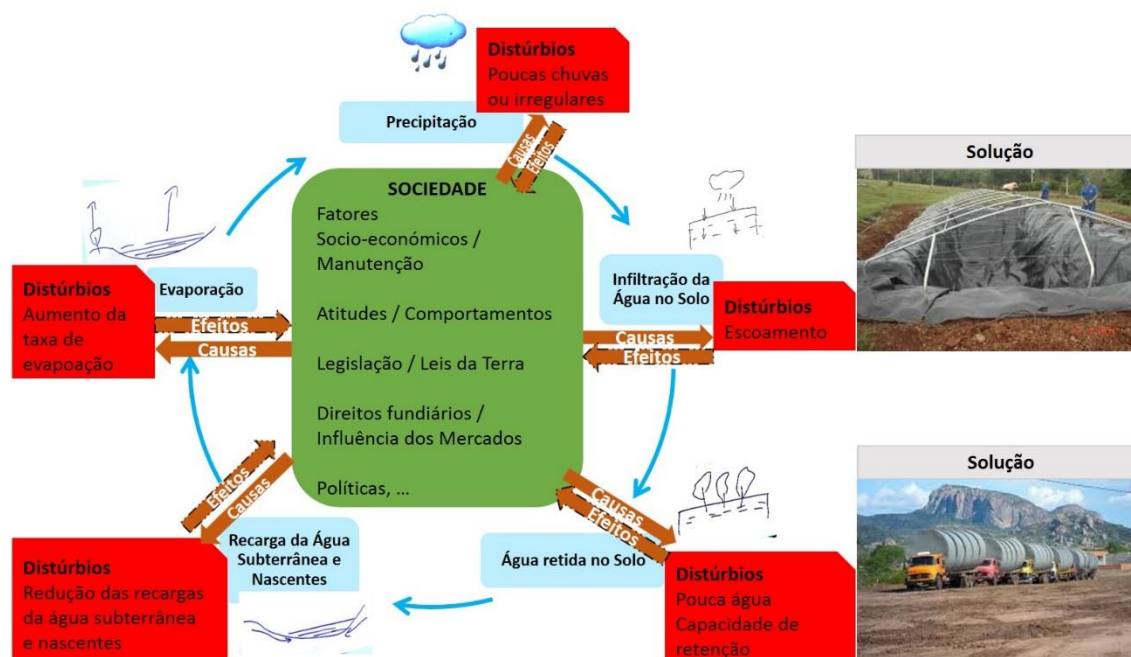 Distúrbios
Poucas chuvas
ou irregulares
Precipitação
Causas
Efeitos
Solução
SOCIEDADE
Fatores
Socio-económicos /
Manutenção
Atitudes / Comportamentos
Legislação / Leis da Terra
Direitos fundiários /
Influência dos Mercados
Políticas, ...
Infiltração da
Água no Solo
Distúrbios
Escoamento
Causas
Efeitos
Evaporação
Distúrbios
Aumento da
taxa de
evapoação
Efeitos
Causas
Solução
Causas
Efeitos
Água retida no Solo
Distúrbios
Pouca água
Capacidade de
retenção
Efeitos
Causas
Recarga da Água
Subterrânea e
Nascentes
Distúrbios
Redução das recargas
da água subterrânea
e nascentes